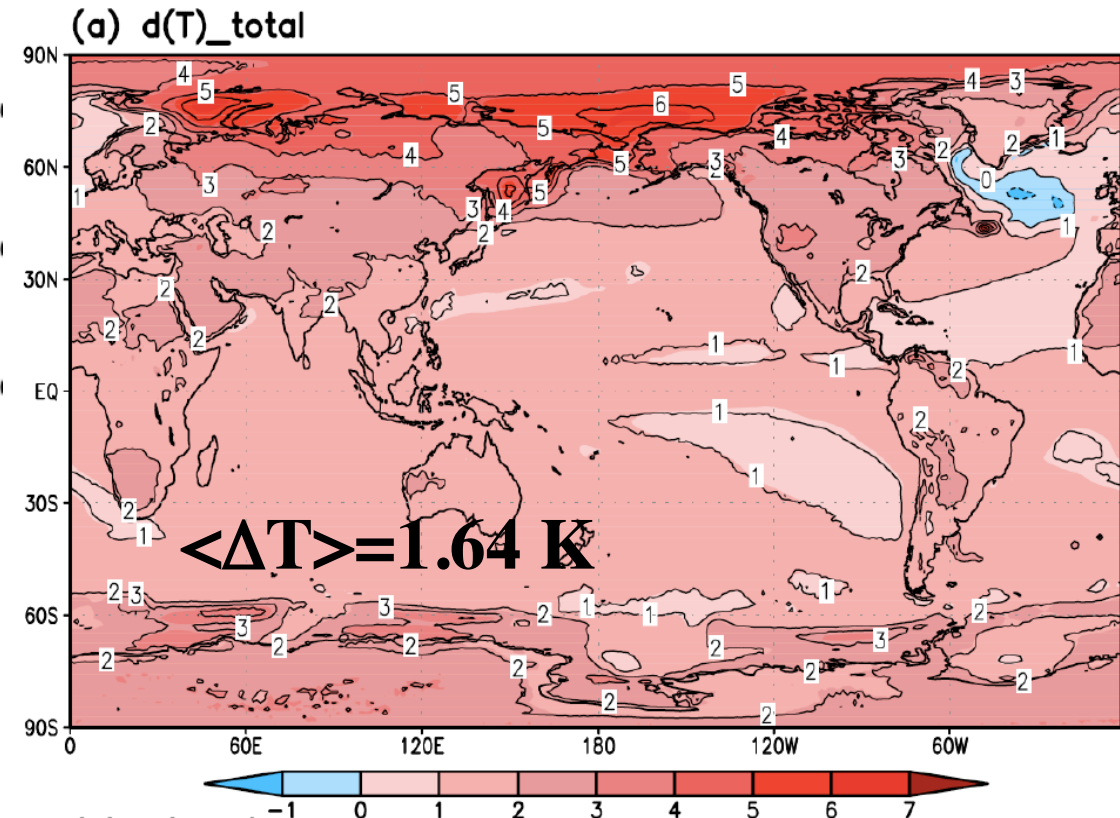 (a) d(T)_total
90N
4 5 5 5 6 5 4 3
2 5 4 4 3 2 2 1
60N
1 3 5 3 0
3 4 5 1
2 2
30N
2 2 2
2 2 1 1 1
EQ
2
1 2
1
30S
2
1
<ΔT>=1.64 K
2 3 3 2 1 1 1 2
60S
3 2 2 2 3
2 2 2 2
2 2
90S
0 60E 120E 180 120W 60W
-1 0 1 2 3 4 5 6 7